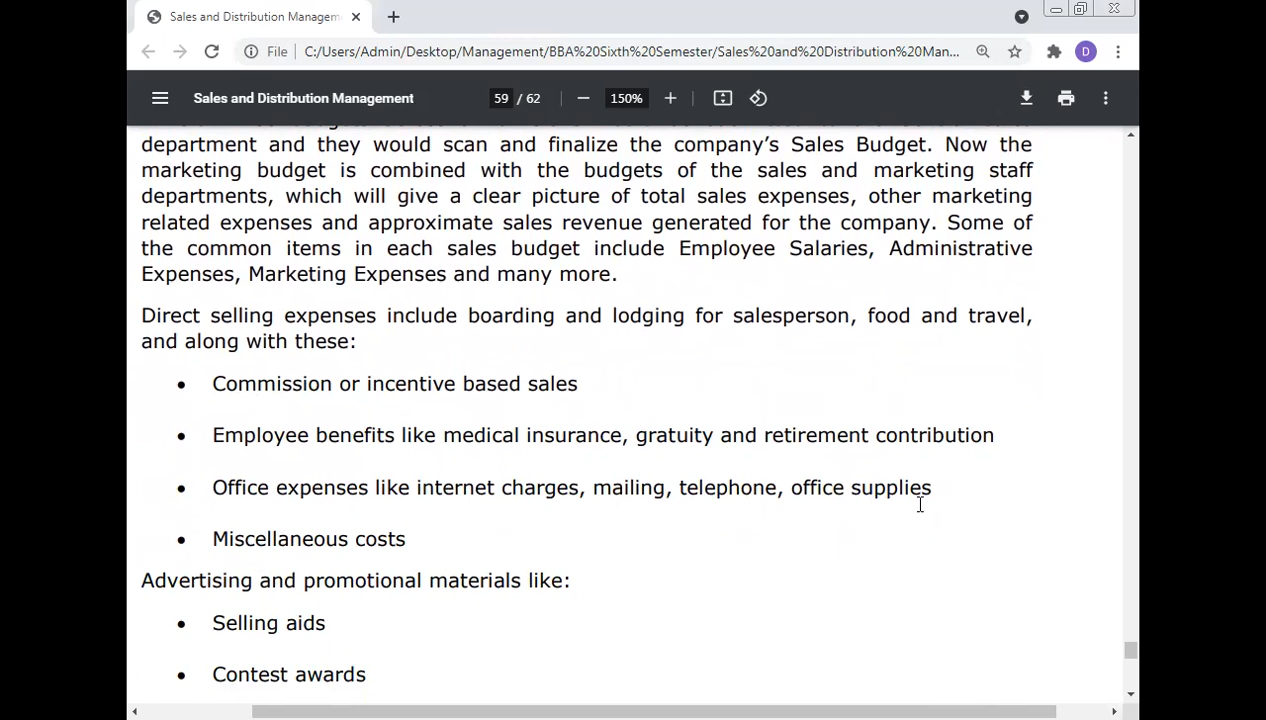 Sales and Distribution Managem
File C:/Users/Admin/Desktop/Management/BBA%20Sixth%20Semester/Sales%20and%20Distribution%20Man...
D
Sales and Distribution Management 59 / 62 150%
department and they would scan and finalize the company's Sales Budget. Now the
marketing budget is combined with the budgets of the sales and marketing staff
departments, which will give a clear picture of total sales expenses, other marketing
related expenses and approximate sales revenue generated for the company. Some of
the common items in each sales budget include Employee Salaries, Administrative
Expenses, Marketing Expenses and many more.
Direct selling expenses include boarding and lodging for salesperson, food and travel,
and along with these:
• Commission or incentive based sales
• Employee benefits like medical insurance, gratuity and retirement contribution
• Office expenses like internet charges, mailing, telephone, office supplies
• Miscellaneous costs
Advertising and promotional materials like:
• Selling aids
• Contest awards